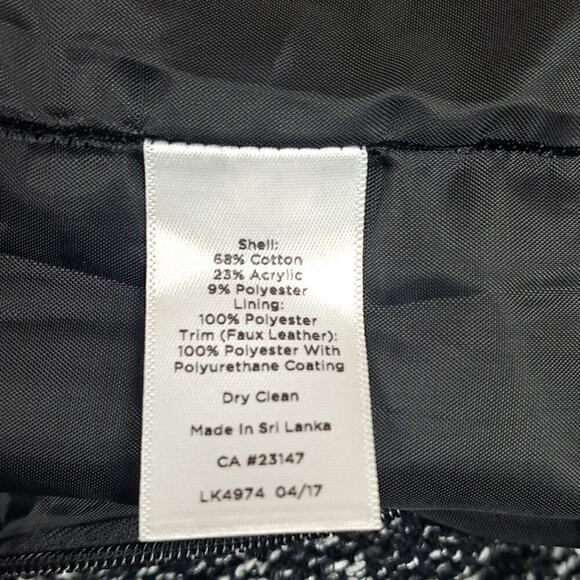 Shell:
68% Cotton
23% Acrylic
9% Polyester
Lining:
100% Polyester
Trim (Faux Leather):
100% Polyester With
Polyurethane Coating
Dry Clean
Made In Sri Lanka
CA #23147
LK4974 04/17